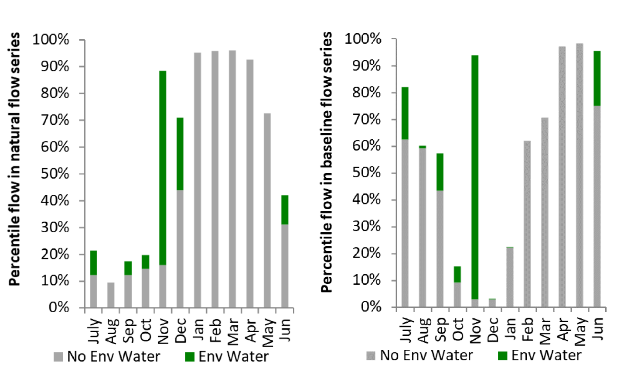 Percentile flow in natural flow series
100%
90%
80%
70%
60%
50%
40%
30%
20%
10%
0%
July
Aug
Sep
Oct
Nov
Dec
Jan
Feb
Mar
Apr
May
Jun
No Env Water
Env Water
Percentile flow in baseline flow series
100%
90%
80%
70%
60%
50%
40%
30%
20%
10%
0%
July
Aug
Sep
Oct
Nov
Dec
Jan
Feb
Mar
Apr
May
Jun
No Env Water
Env Water